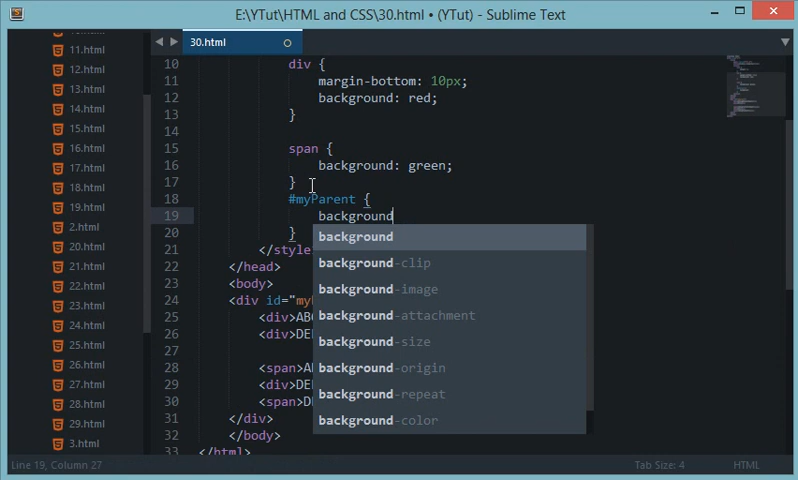 E:\YTut\HTML and CSS\30.html • (YTut) - Sublime Text
11.html
12.html
13.html
14.html
15.html
16.html
17.html
18.html
19.html
2.html
20.html
21.html
22.html
23.html
24.html
25.html
26.html
27.html
28.html
29.html
3.html
30.html
10 div {
11 margin-bottom: 10px;
12 background: red;
13 }
14
15 span {
16 background: green;
17 }
18 #myParent {
19 background
20 }
21 </style
22 </head>
23 <body>
24 <div id="my
25 <div>AB
26 <div>DE
27
28 <span>A
29 <div>DE
30 <span>D
31 </div>
32 </body>
33 </html>
background
background-clip
background-image
background-attachment
background-size
background-origin
background-repeat
background-color
Line 19, Column 27
Tab Size: 4
HTML